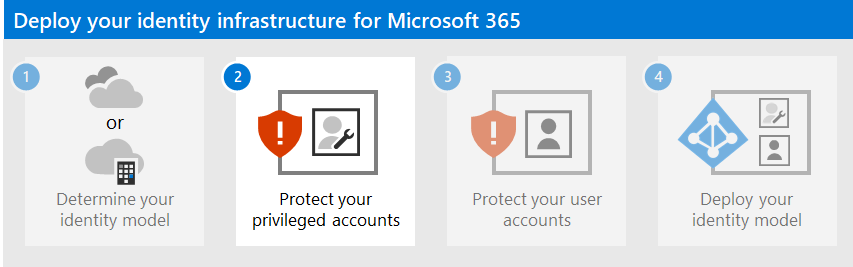 Deploy your identity infrastructure for Microsoft 365
1
or
Determine your
identity model
2
Protect your
privileged accounts
3
Protect your user
accounts
4
Deploy your
identity model